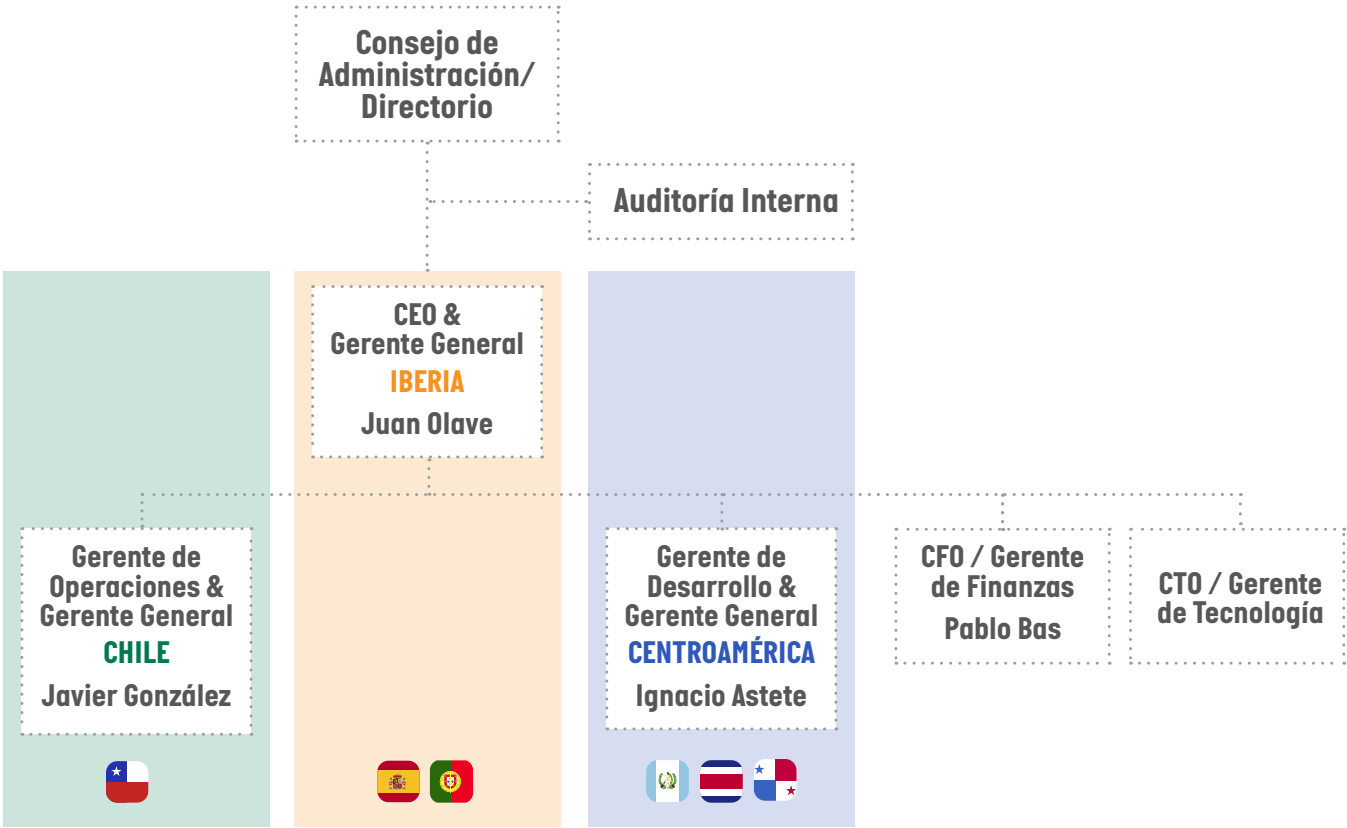 Consejo de
Administración/
Directorio
Auditoría Interna
CEO &
Gerente General
IBERIA
Juan Olave
Gerente de
Operaciones &
Gerente General
CHILE
Javier González
Gerente de
Desarrollo &
Gerente General
CENTROAMÉRICA
Ignacio Astete
CFO / Gerente
de Finanzas
Pablo Bas
CTO / Gerente
de Tecnología